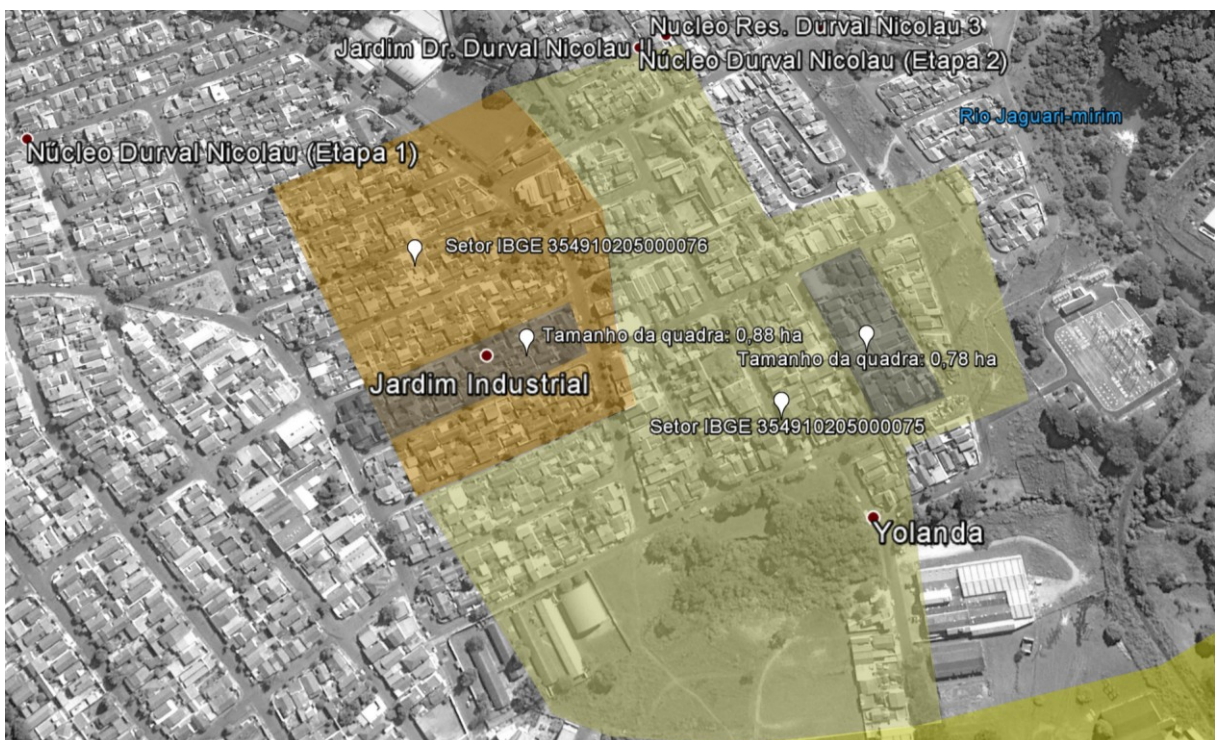 Nucleo Res. Durval Nicolau 3
Jardim Dr. Durval Nicolau II
Núcleo Durval Nicolau (Etapa 2)
Rio Jaguari-mirim
Núcleo Durval Nicolau (Etapa 1)
Setor IBGE 354910205000076
Tamanho da quadra: 0,88 ha
Tamanho da quadra: 0,78 ha
Jardim Industrial
Setor IBGE 354910205000075
Yolanda